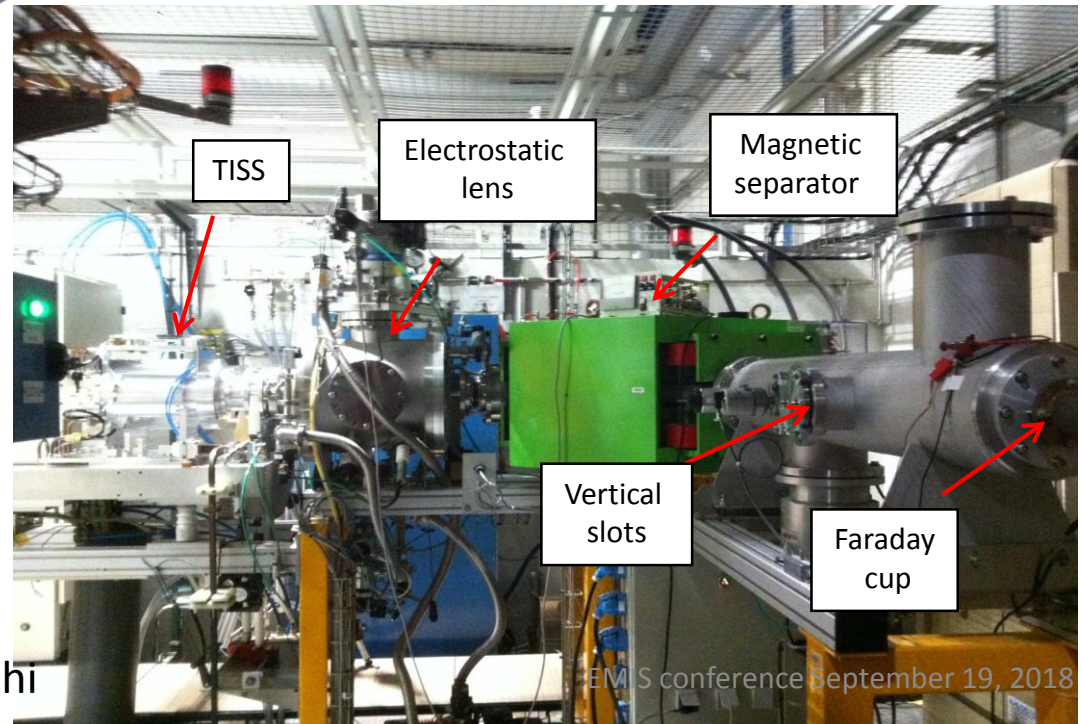 TISS
Electrostatic
lens
Magnetic
separator
Vertical
slots
Faraday
cup
hi
EMIS conference September 19, 2018